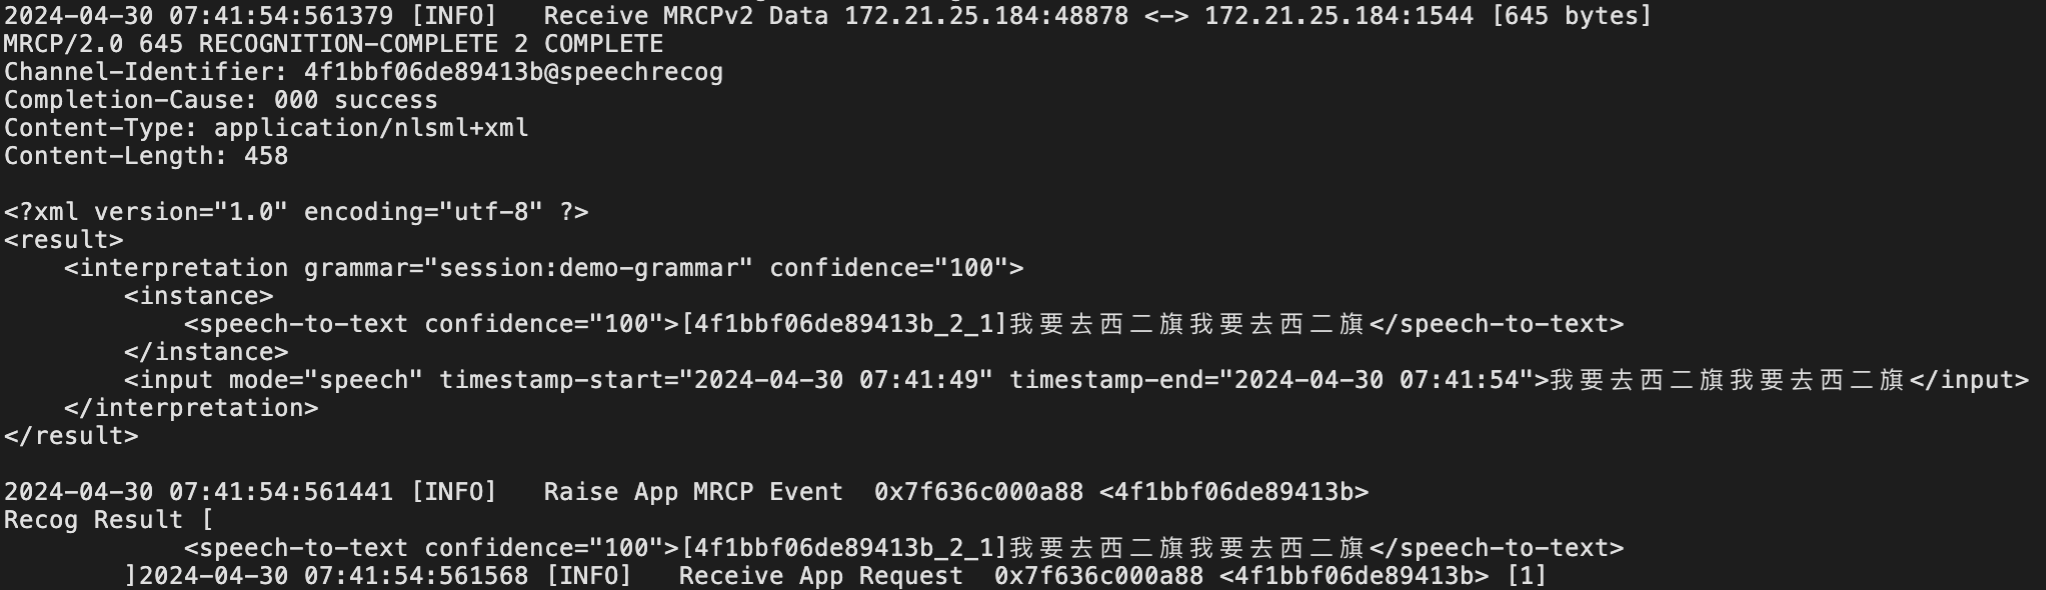 2024-04-30 07:41:54:561379 [INFO]   Receive MRCPv2 Data 172.21.25.184:48878 <-> 172.21.25.184:1544 [645 bytes]
MRCP/2.0 645 RECOGNITION-COMPLETE 2 COMPLETE
Channel-Identifier: 4f1bbf06de89413b@speechrecog
Completion-Cause: 000 success
Content-Type: application/nlsml+xml
Content-Length: 458

<?xml version="1.0" encoding="utf-8" ?>
<result>
    <interpretation grammar="session:demo-grammar" confidence="100">
        <instance>
            <speech-to-text confidence="100">[4f1bbf06de89413b_2_1]我要去西二旗我要去西二旗</speech-to-text>
        </instance>
        <input mode="speech" timestamp-start="2024-04-30 07:41:49" timestamp-end="2024-04-30 07:41:54">我要去西二旗我要去西二旗</input>
    </interpretation>
</result>

2024-04-30 07:41:54:561441 [INFO]   Raise App MRCP Event  0x7f636c000a88 <4f1bbf06de89413b>
Recog Result [
            <speech-to-text confidence="100">[4f1bbf06de89413b_2_1]我要去西二旗我要去西二旗</speech-to-text>
        ]2024-04-30 07:41:54:561568 [INFO]   Receive App Request  0x7f636c000a88 <4f1bbf06de89413b> [1]